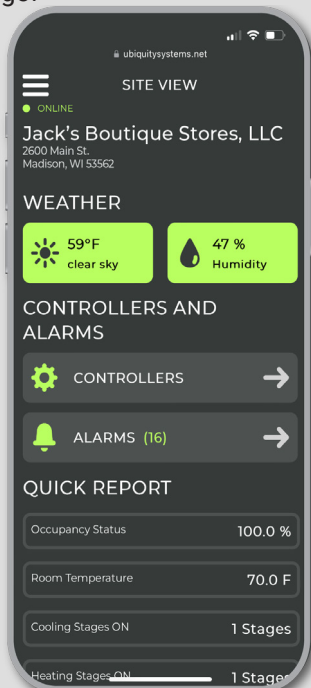 ubiquitysystems.net
SITE VIEW
ONLINE
Jack's Boutique Stores, LLC
2600 Main St.
Madison, WI 53562
WEATHER
59°F
clear sky
47 %
Humidity
CONTROLLERS AND
ALARMS
CONTROLLERS
ALARMS (16)
QUICK REPORT
Occupancy Status 100.0 %
Room Temperature 70.0 F
Cooling Stages ON 1 Stages
Heating Stages ON 1 Stages